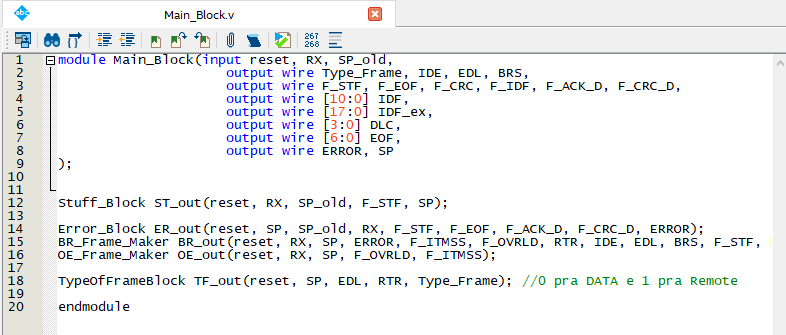 abc
Main_Block.v
267
268
1 module Main_Block(input reset, RX, SP_old,
2 output wire Type_Frame, IDE, EDL, BRS,
3 output wire F_STF, F_EOF, F_CRC, F_IDF, F_ACK_D, F_CRC_D,
4 output wire [10:0] IDF,
5 output wire [17:0] IDF_ex,
6 output wire [3:0] DLC,
7 output wire [6:0] EOF,
8 output wire ERROR, SP
9 );
10
11
12 Stuff_Block ST_out(reset, RX, SP_old, F_STF, SP);
13
14 Error_Block ER_out(reset, SP, SP_old, RX, F_STF, F_EOF, F_ACK_D, F_CRC_D, ERROR);
15 BR_Frame_Maker BR_out(reset, RX, SP, ERROR, F_ITMSS, F_OVRLD, RTR, IDE, EDL, BRS, F_STF,
16 OE_Frame_Maker OE_out(reset, RX, SP, F_OVRLD, F_ITMSS);
17
18 TypeOfFrameBlock TF_out(reset, SP, EDL, RTR, Type_Frame); //0 pra DATA e 1 pra Remote
19
20 endmodule